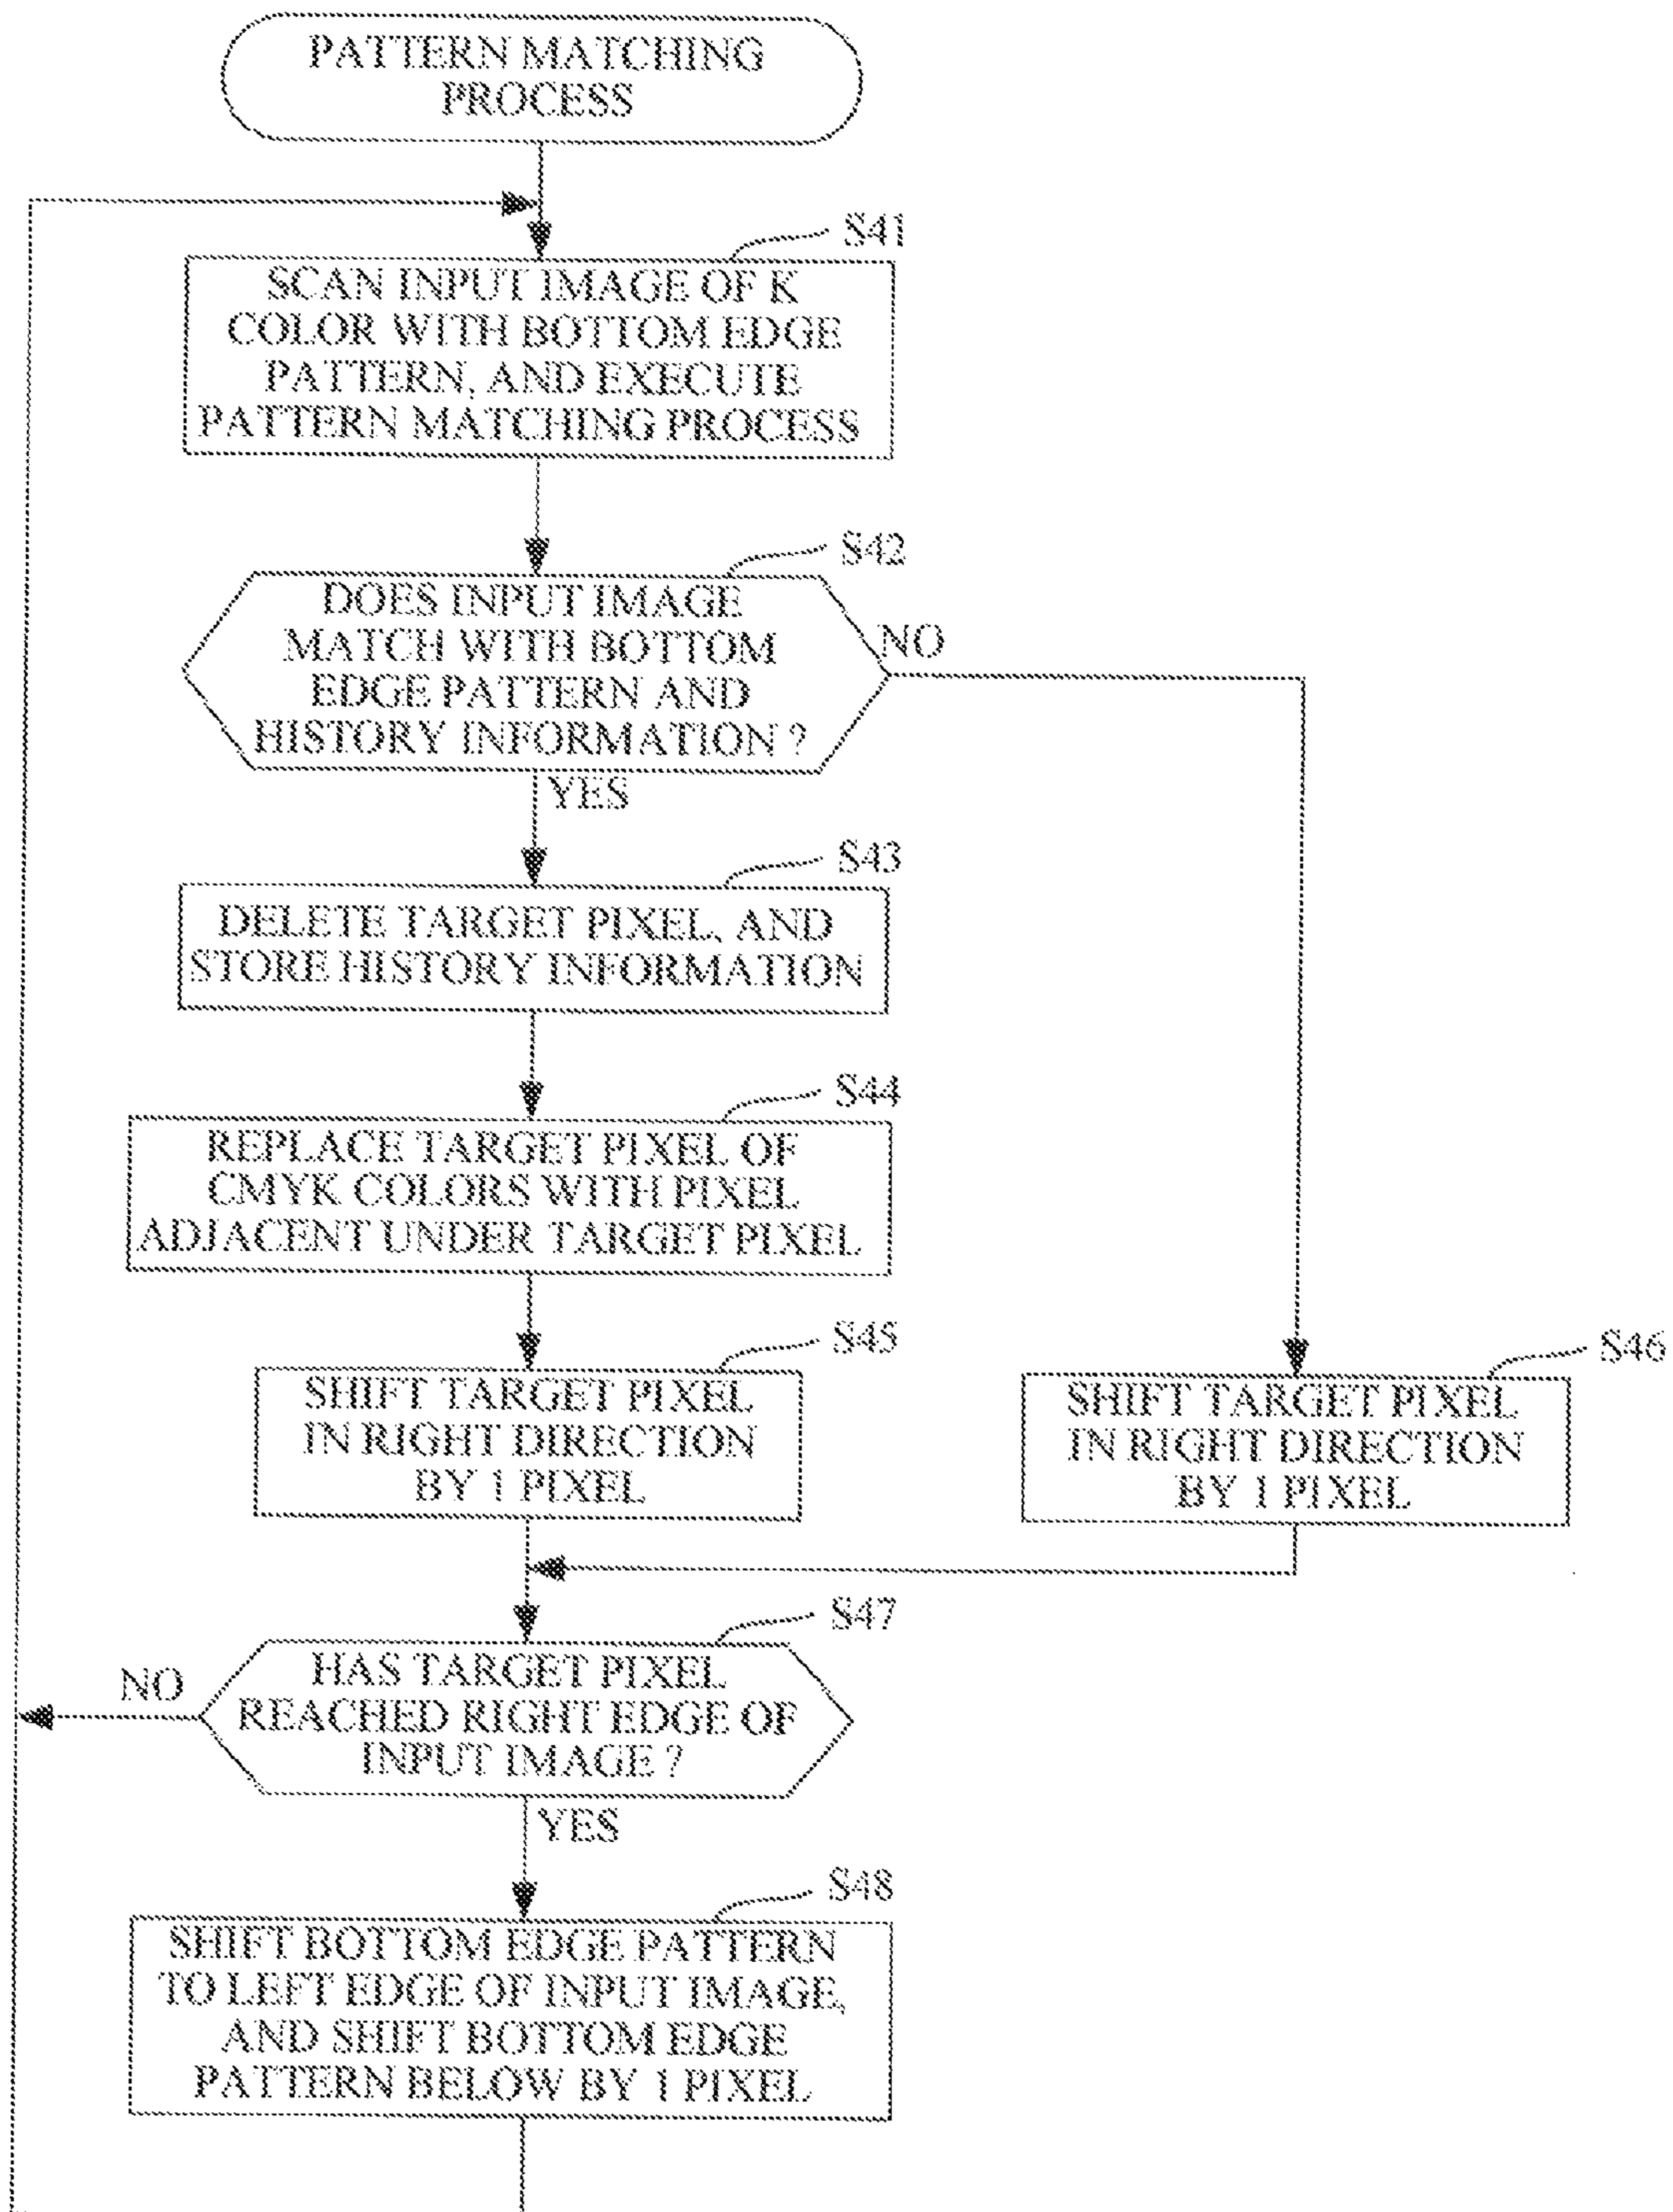 PATTERN MATCHING
PROCESS
S41
SCAN INPUT IMAGE OF K
COLOR WITH BOTTOM EDGE
PATTERN, AND EXECUTE
PATTERN MATCHING PROCESS
S42
DOES INPUT IMAGE
MATCH WITH BOTTOM
EDGE PATTERN AND
HISTORY INFORMATION ?
NO
YES
S43
DELETE TARGET PIXEL, AND
STORE HISTORY INFORMATION
S44
REPLACE TARGET PIXEL OF
CMYK COLORS WITH PIXEL
ADJACENT UNDER TARGET PIXEL
S45
SHIFT TARGET PIXEL
IN RIGHT DIRECTION
BY 1 PIXEL
S46
SHIFT TARGET PIXEL
IN RIGHT DIRECTION
BY 1 PIXEL
S47
HAS TARGET PIXEL
REACHED RIGHT EDGE OF
INPUT IMAGE ?
NO
YES
S48
SHIFT BOTTOM EDGE PATTERN
TO LEFT EDGE OF INPUT IMAGE,
AND SHIFT BOTTOM EDGE
PATTERN BELOW BY 1 PIXEL